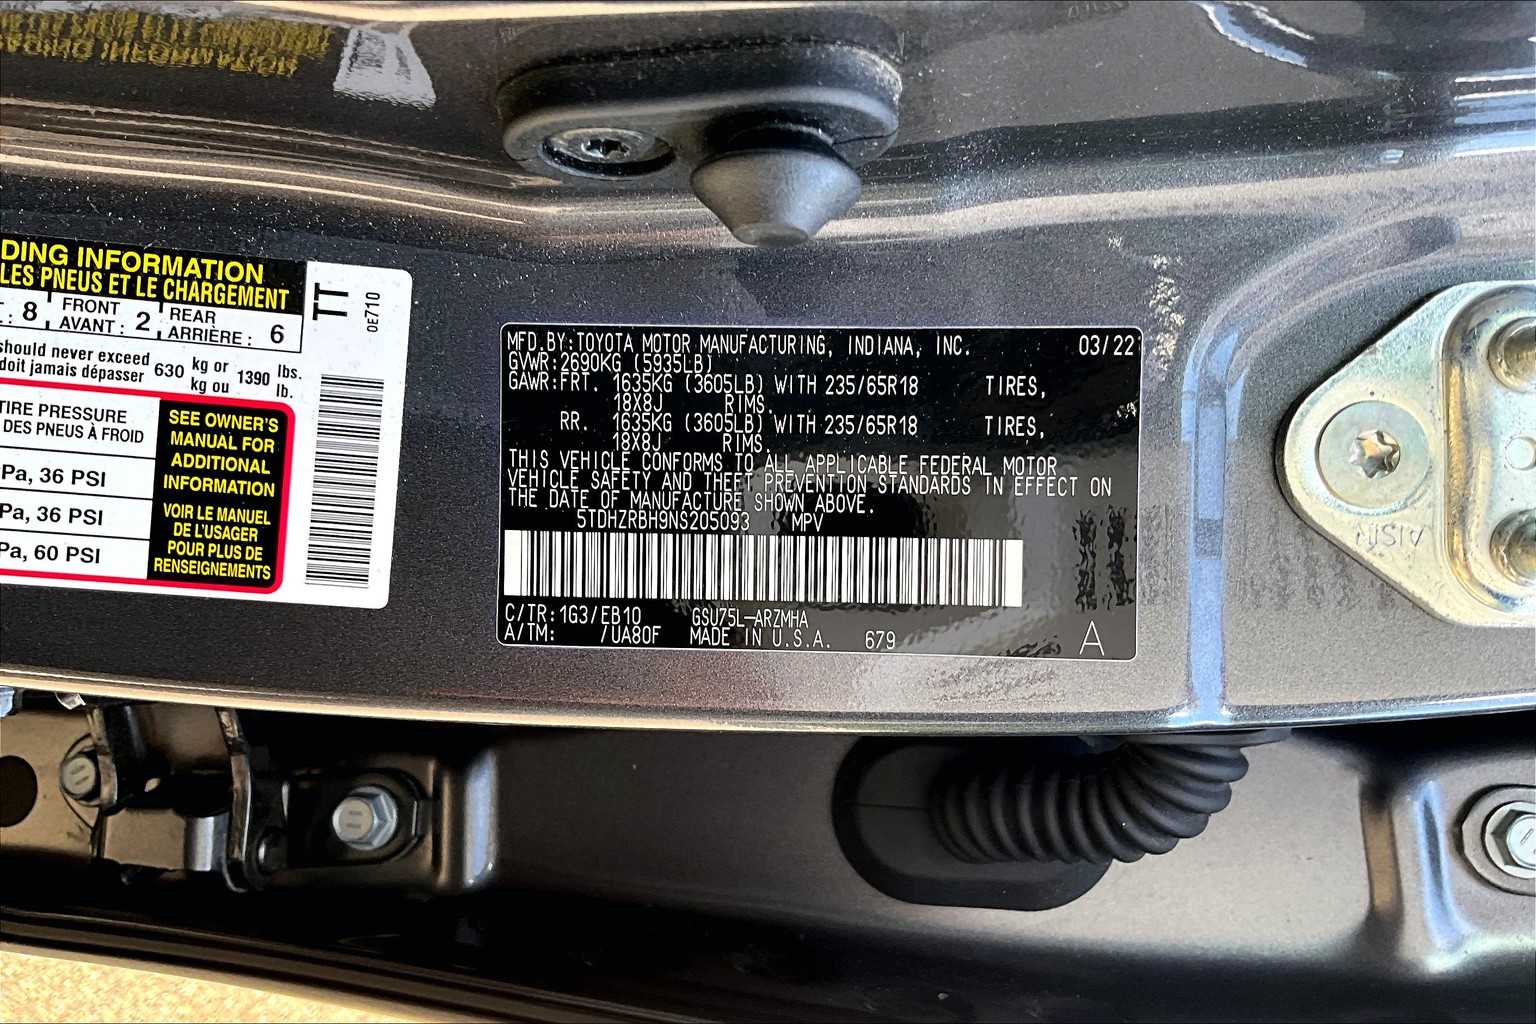 DING INFORMATION
LES PNEUS ET LE CHARGEMENT
: 8 FRONT AVANT : 2 REAR ARRIÈRE : 6
should never exceed 630 kg or 1390 lbs.
doit jamais dépasser kg ou lb.
TIRE PRESSURE
DES PNEUS À FROID
Pa, 36 PSI
Pa, 36 PSI
Pa, 60 PSI
SEE OWNER'S
MANUAL FOR
ADDITIONAL
INFORMATION
VOIR LE MANUEL
DE L'USAGER
POUR PLUS DE
RENSEIGNEMENTS
TT
0E710
MFD.BY:TOYOTA MOTOR MANUFACTURING, INDIANA, INC. 03/22
GVWR:2690KG (5935LB)
GAWR:FRT. 1635KG (3605LB) WITH 235/65R18 TIRES,
18X8J RIMS.
RR. 1635KG (3605LB) WITH 235/65R18 TIRES,
18X8J RIMS.
THIS VEHICLE CONFORMS TO ALL APPLICABLE FEDERAL MOTOR
VEHICLE SAFETY AND THEFT PREVENTION STANDARDS IN EFFECT ON
THE DATE OF MANUFACTURE SHOWN ABOVE.
5TDHZRBH9NS205093 MPV
C/TR:1G3/EB10 GSU75L-ARZMHA
A/TM: /UA80F MADE IN U.S.A. 679
A
AISIN